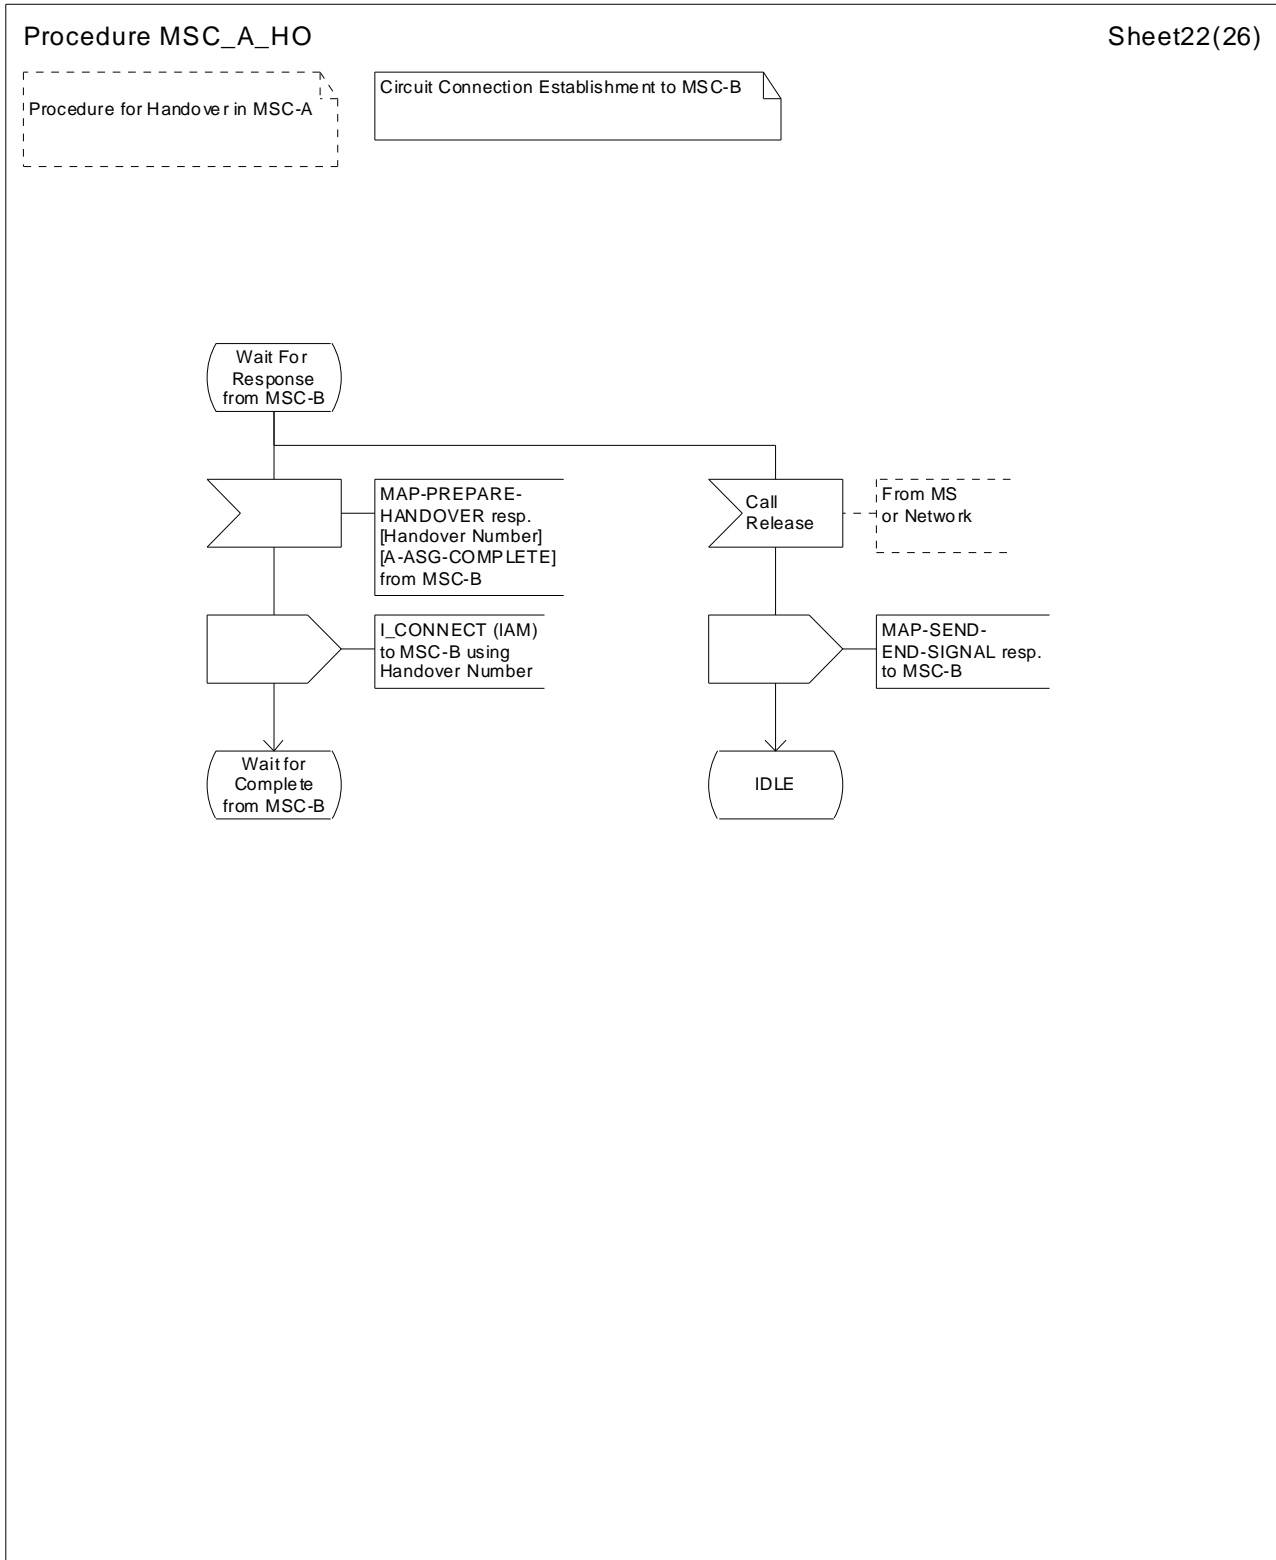 Procedure MSC_A_HO
Sheet22(26)
Procedure for Handover in MSC-A
Circuit Connection Establishment to MSC-B
Wait For
Response
from MSC-B
MAP-PREPARE-
HANDOVER resp.
[Handover Number]
[A-ASG-COMPLETE]
from MSC-B
Call
Release
From MS
or Network
I_CONNECT (IAM)
to MSC-B using
Handover Number
MAP-SEND-
END-SIGNAL resp.
to MSC-B
Wait for
Complete
from MSC-B
IDLE